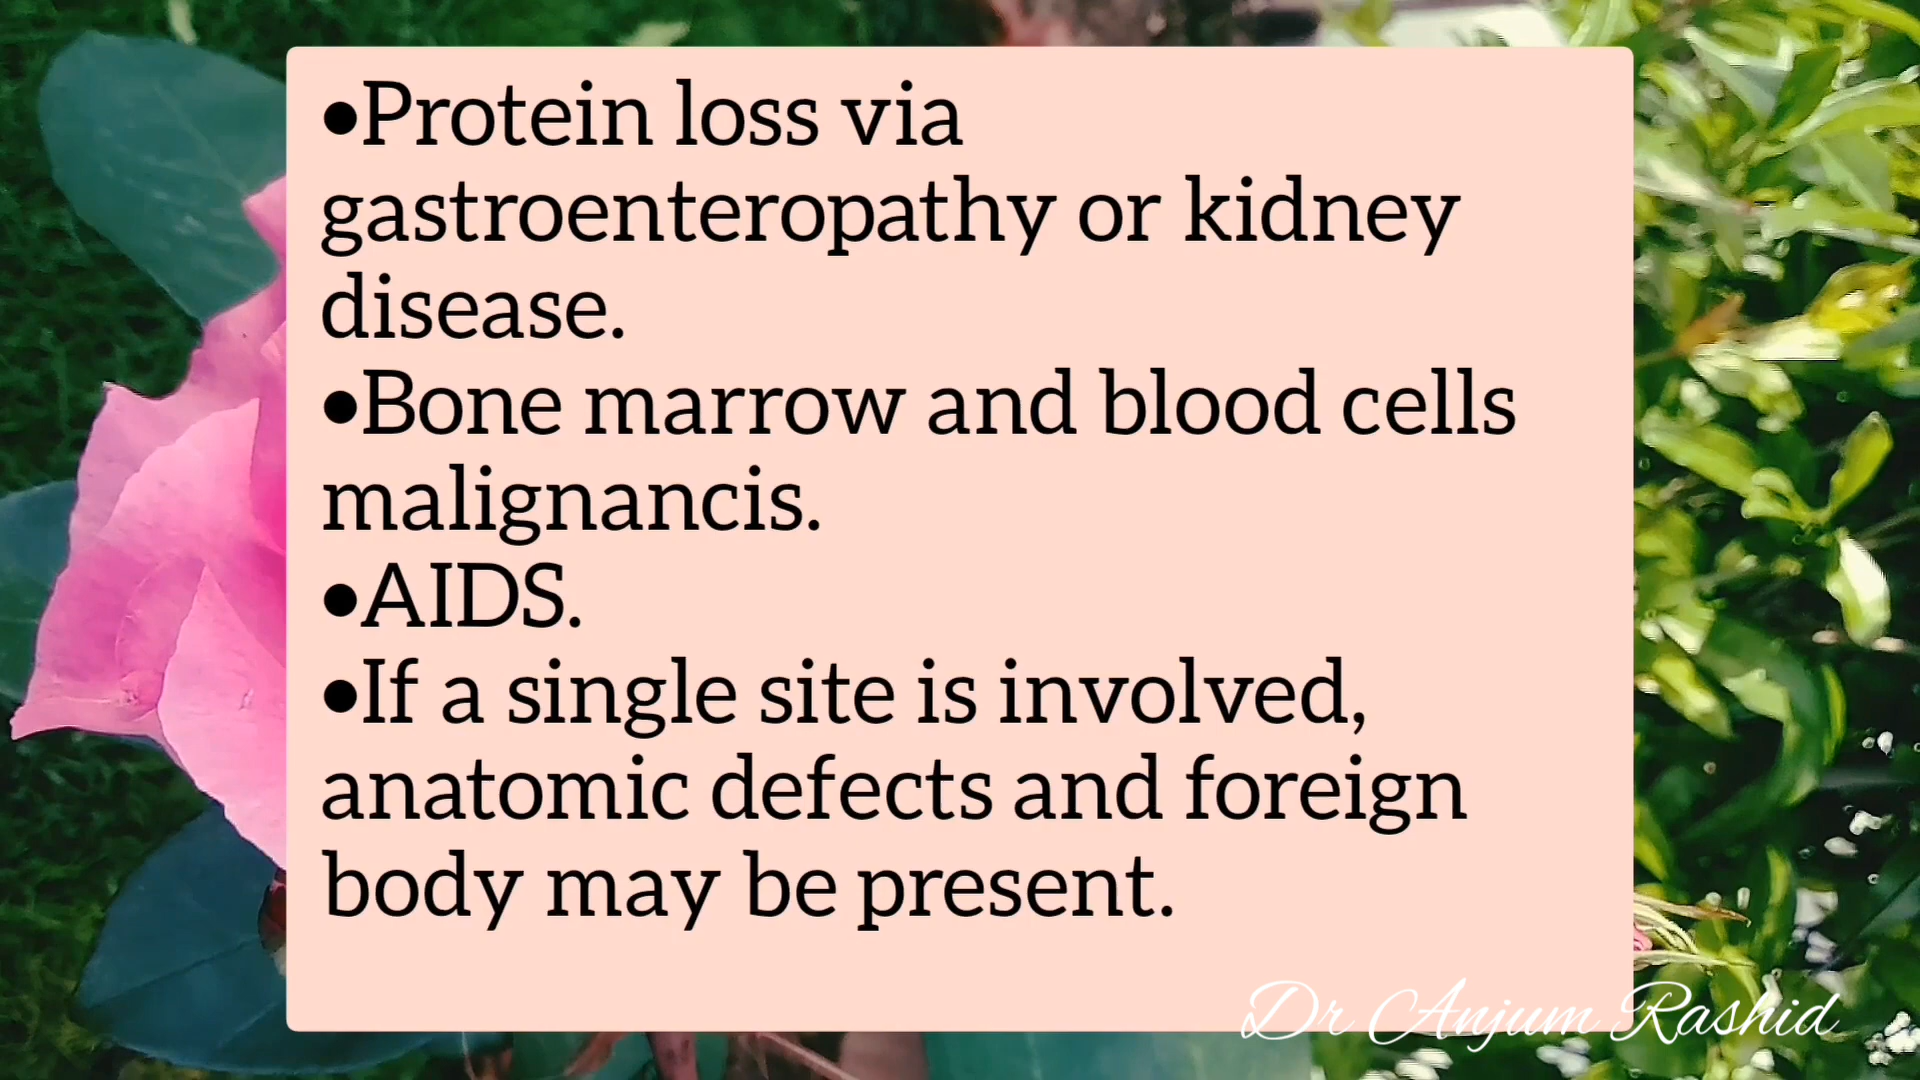 •Protein loss via
gastroenteropathy or kidney
disease.
•Bone marrow and blood cells
malignancis.
•AIDS.
•If a single site is involved,
anatomic defects and foreign
body may be present.
Dr Anjum Rashid